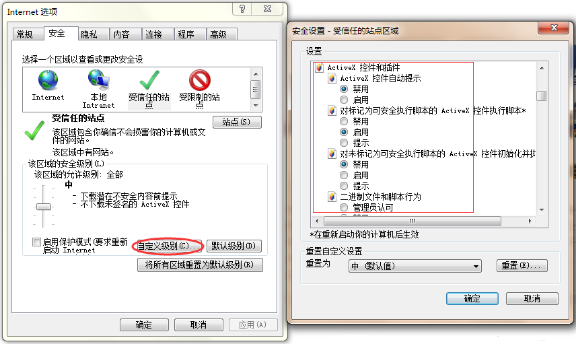 Internet 选项
常规
安全
隐私
内容
连接
程序
高级
选择一个区域以查看或更改安全设
Internet
本地
Intranet
受信任的站
点
受限制的站
点
受信任的站点
该区域包含你确信不会损害你的计算机或文
件的网站。
该区域中有网站。
站点(S)
该区域的安全级别(L)
该区域的允许级别: 全部
中
- 下载潜在不安全内容前提示
- 不下载未签名的 ActiveX 控件
启用保护模式(要求重新
启动 Internet
自定义级别(C)
默认级别(D)
将所有区域重置为默认级别(R)
确定
取消
应用(A)
安全设置 - 受信任的站点区域
设置
ActiveX 控件和插件
ActiveX 控件自动提示
禁用
启用
对标记为可安全执行脚本的 ActiveX 控件执行脚本*
禁用
启用
提示
对未标记为可安全执行脚本的 ActiveX 控件初始化并执
禁用
启用
提示
二进制文件和脚本行为
管理员认可
*在重新启动你的计算机后生效
重置自定义设置
重置为
中 (默认值)
重置(E)...
确定
取消